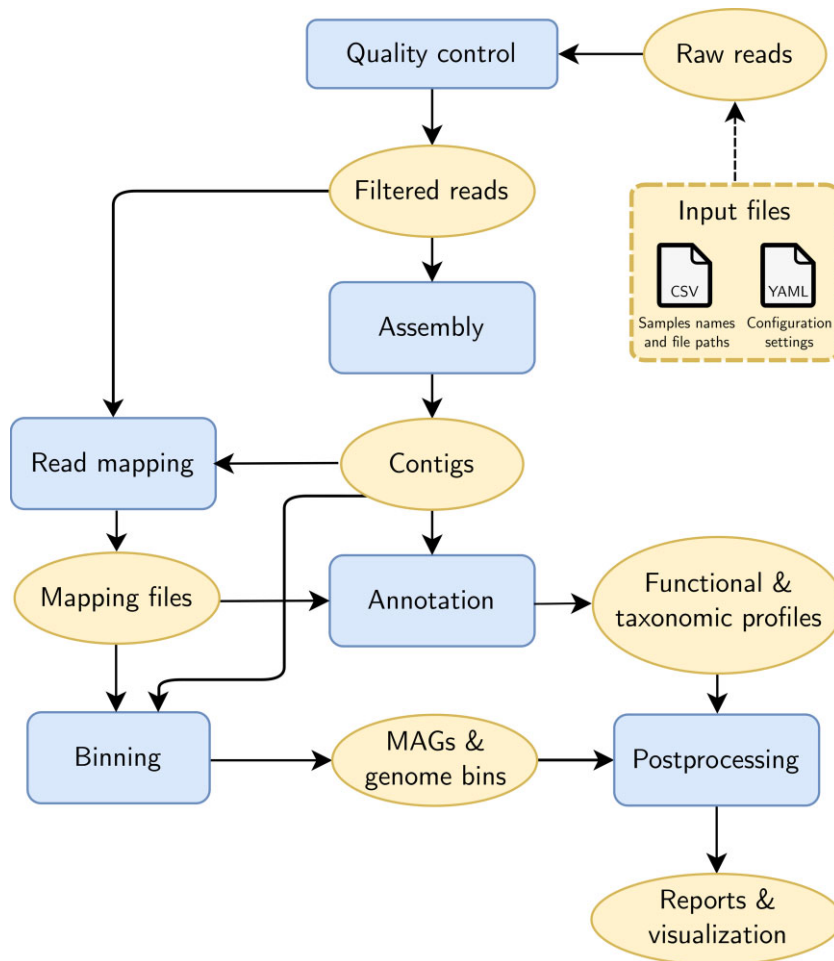 Quality control
Raw reads
Filtered reads
Input files
CSV
YAML
Samples names
and file paths
Configuration
settings
Assembly
Read mapping
Contigs
Mapping files
Annotation
Functional &
taxonomic profiles
Binning
MAGs &
genome bins
Postprocessing
Reports &
visualization